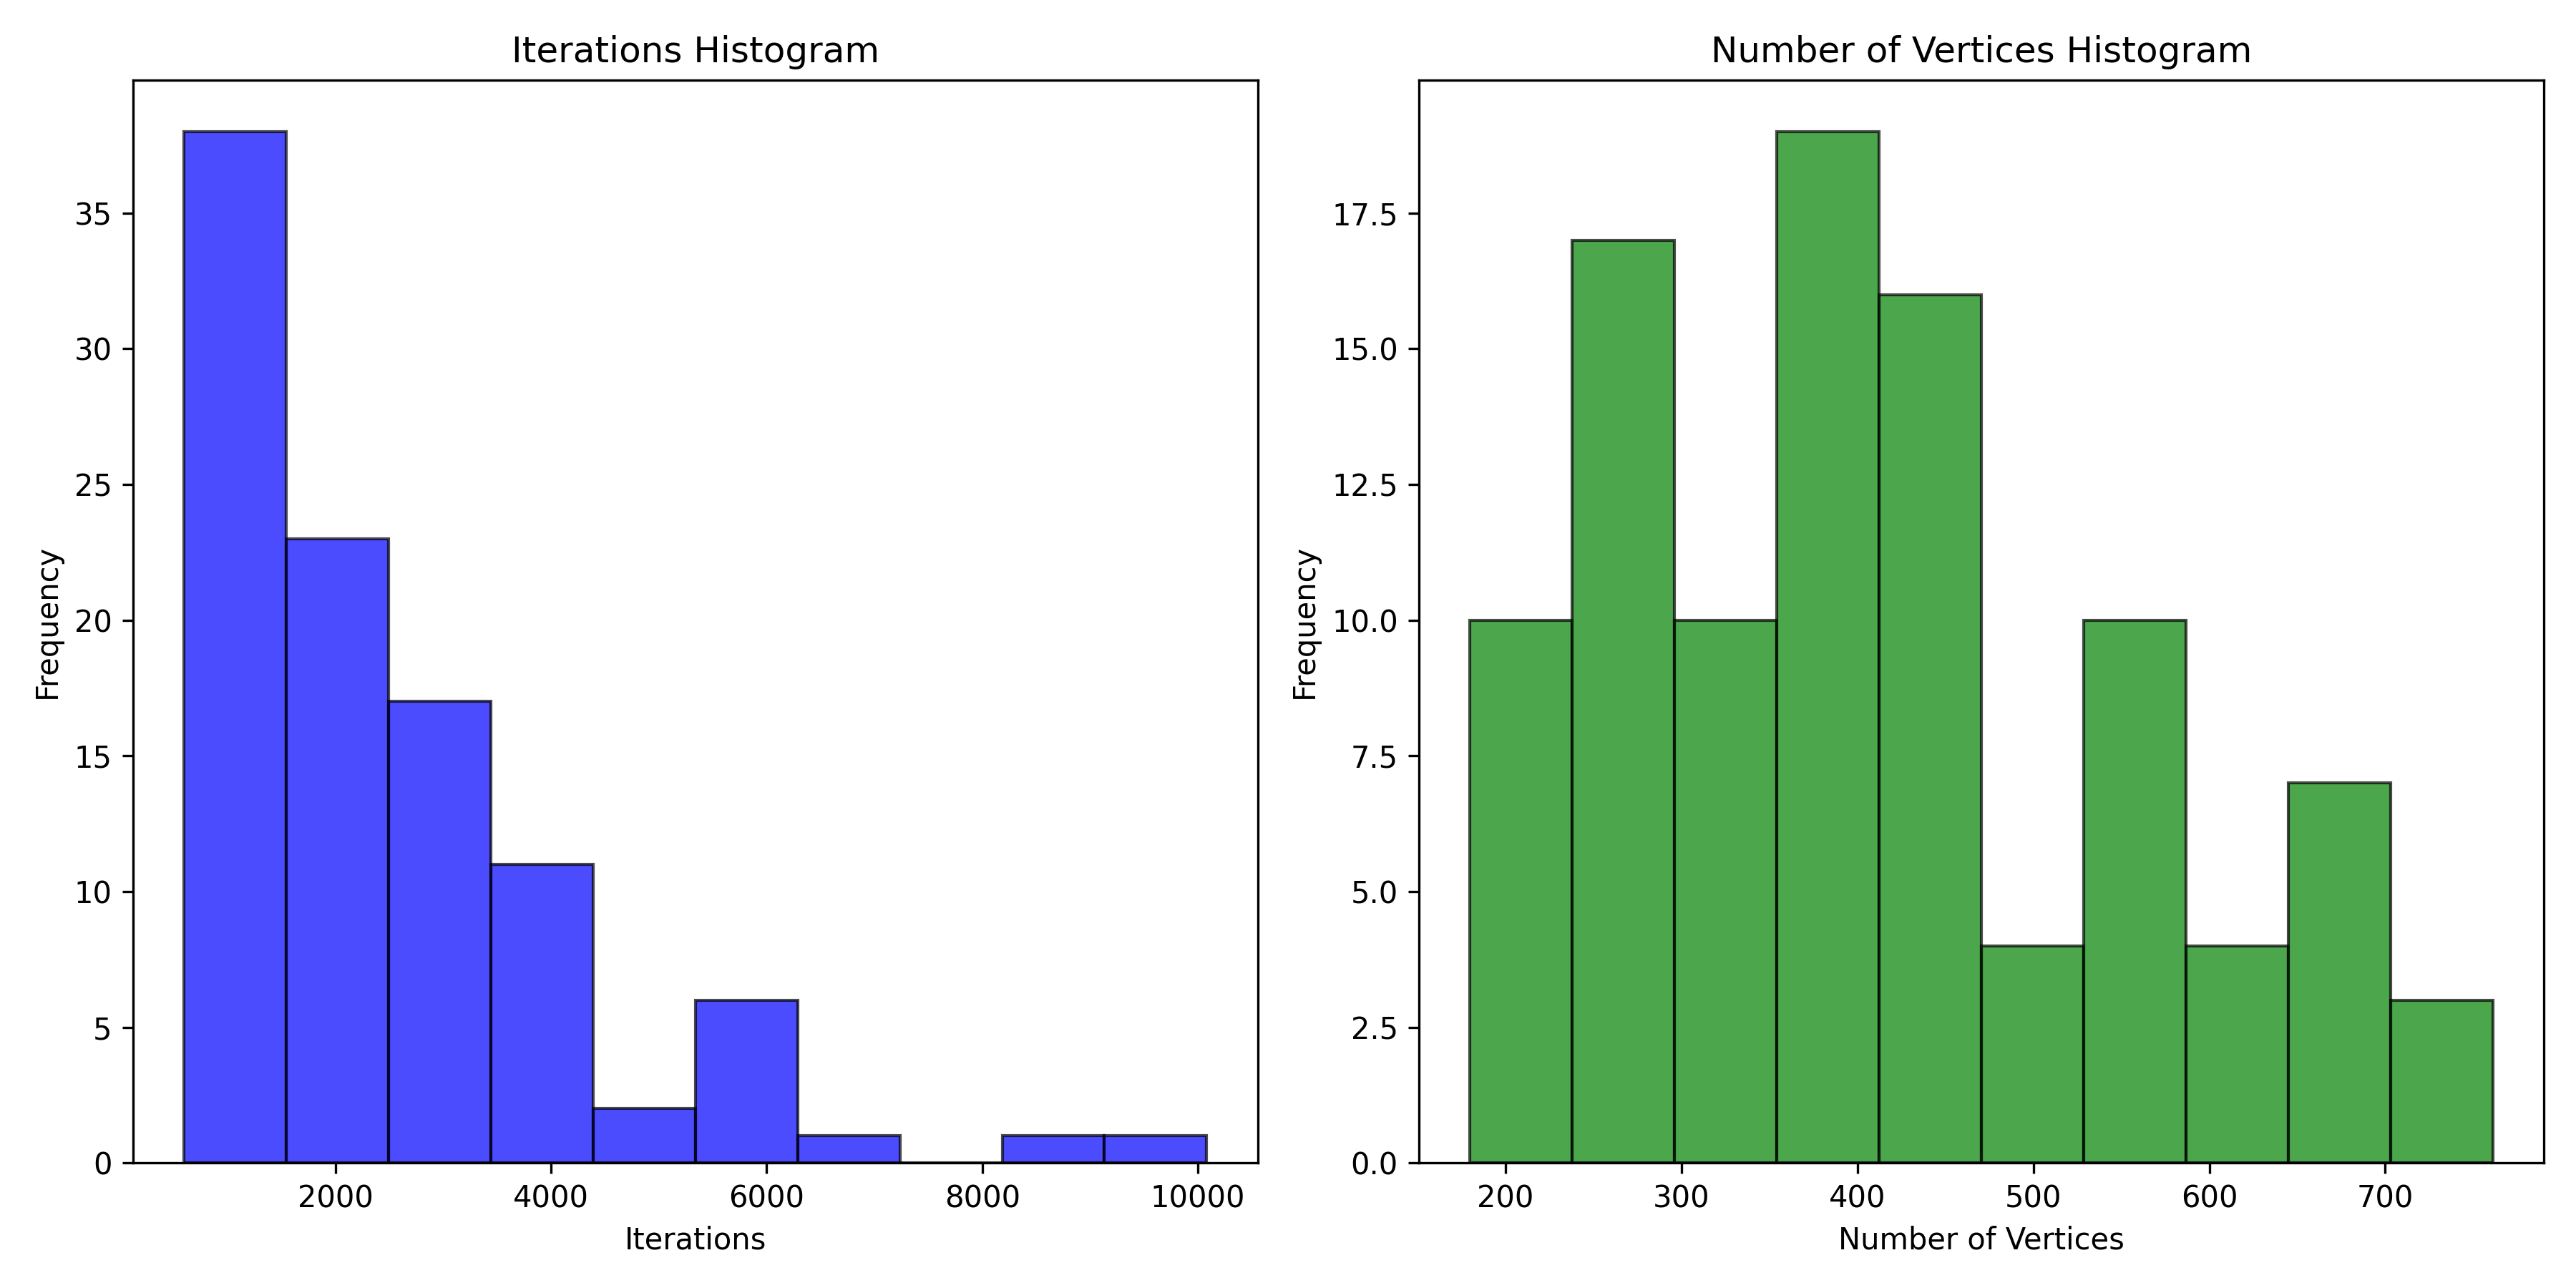 Iterations Histogram
Frequency
35
30
25
20
15
10
5
0
2000 4000 6000 8000 10000
Iterations
Number of Vertices Histogram
Frequency
17.5
15.0
12.5
10.0
7.5
5.0
2.5
0.0
200 300 400 500 600 700
Number of Vertices